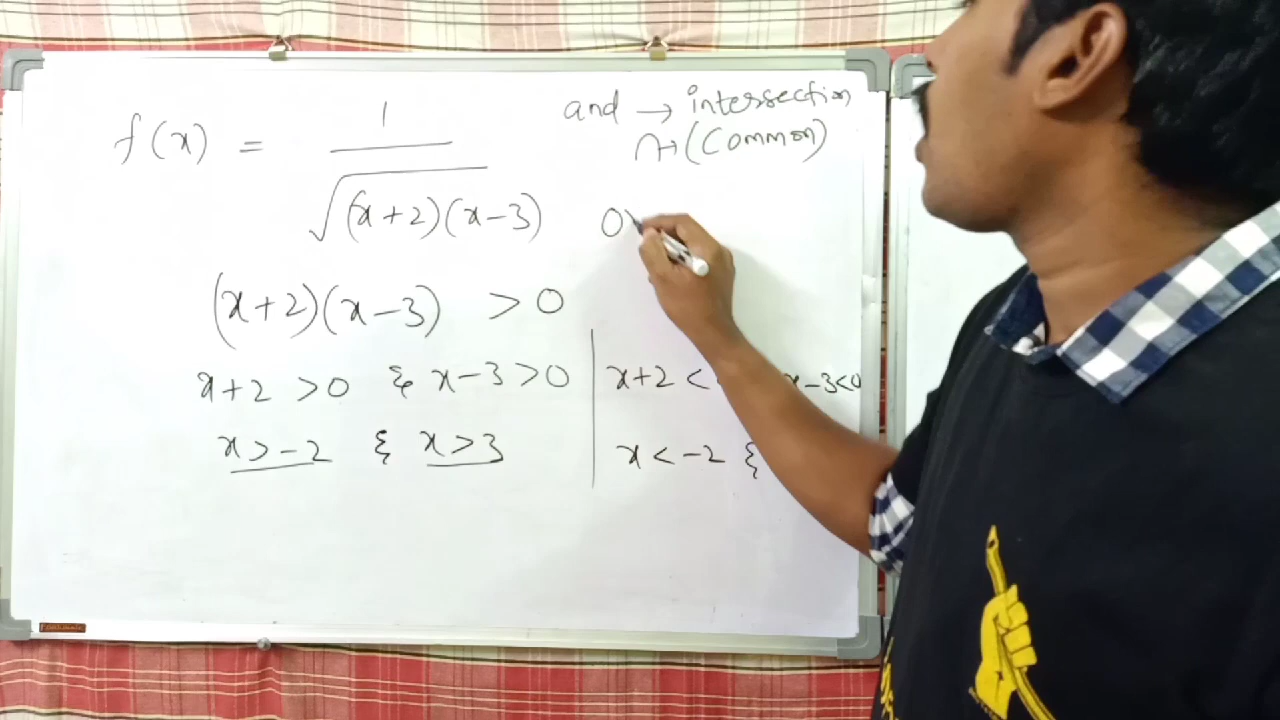 f(x) = 1 / √(x+2)(x-3)
and → intersection
∩→(Common)
o
(x+2)(x-3) > 0
x+2 >0 & x-3 >0 | x+2 < x-3<0
x>-2 & x>3 | x < -2 &